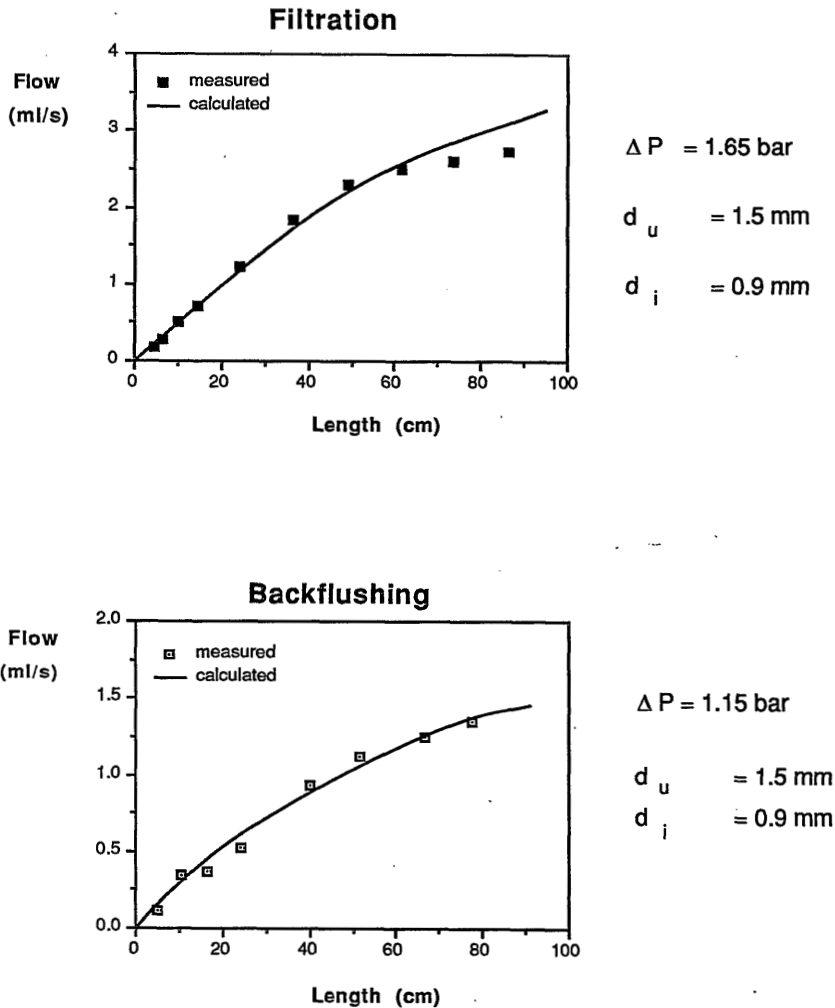 Filtration
Flow
(ml/s)
4
3
2
1
0
measured
calculated
0 20 40 60 80 100
Length (cm)
Δ P = 1.65 bar
d u = 1.5 mm
d i = 0.9 mm
Backflushing
Flow
(ml/s)
2.0
1.5
1.0
0.5
0.0
measured
calculated
0 20 40 60 80 100
Length (cm)
Δ P = 1.15 bar
d u = 1.5 mm
d i = 0.9 mm